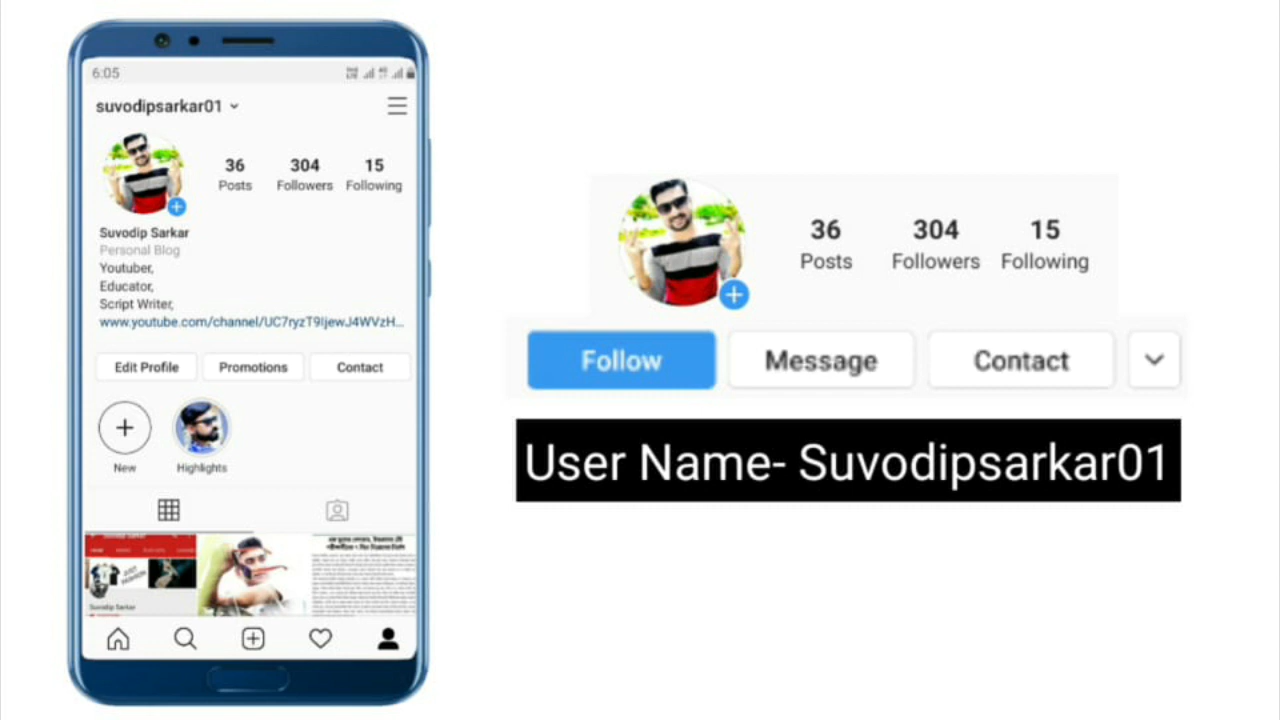 6:05
suvodipsarkar01
36 304 15
Posts Followers Following
Suvodip Sarkar
Personal Blog
Youtuber,
Educator,
Script Writer,
www.youtube.com/channel/UC7ryzT9IjewJ4WVzH...
Edit Profile Promotions Contact
New Highlights
Suvodip Sarkar
36 304 15
Posts Followers Following
Follow Message Contact
User Name- Suvodipsarkar01